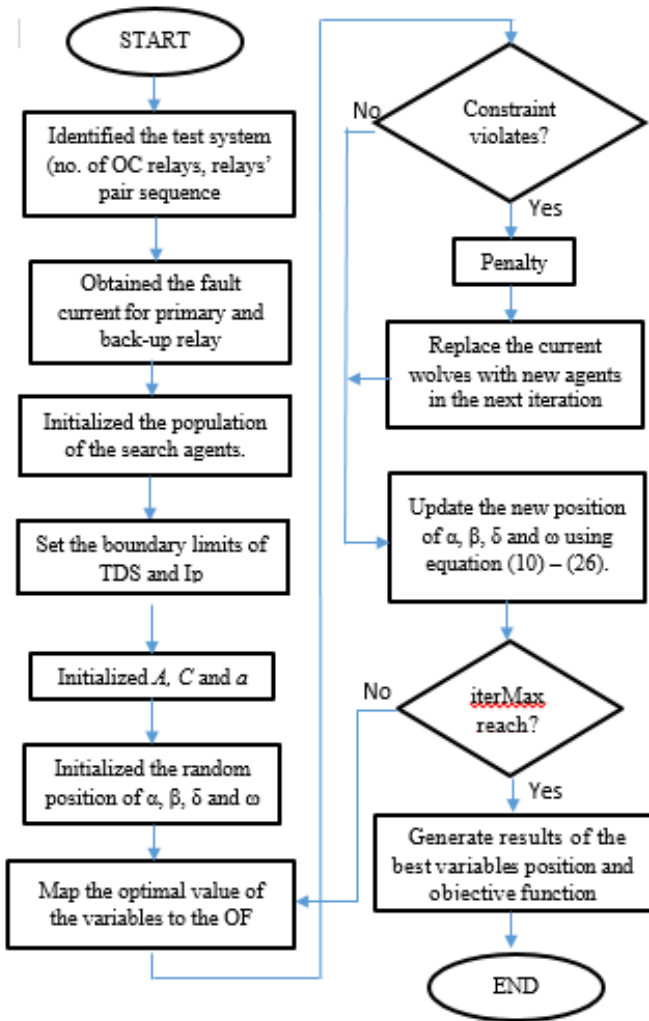 START
Identified the test system
(no. of OC relays, relays'
pair sequence
Obtained the fault
current for primary and
back-up relay
Initialized the population
of the search agents.
Set the boundary limits of
TDS and Ip
Initialized A, C and a
Initialized the random
position of α, β, δ and ω
Map the optimal value of
the variables to the OF
Constraint
violates?
No
Yes
Penalty
Replace the current
wolves with new agents
in the next iteration
Update the new position
of α, β, δ and ω using
equation (10) – (26).
iterMax
reach?
No
Yes
Generate results of the
best variables position and
objective function
END